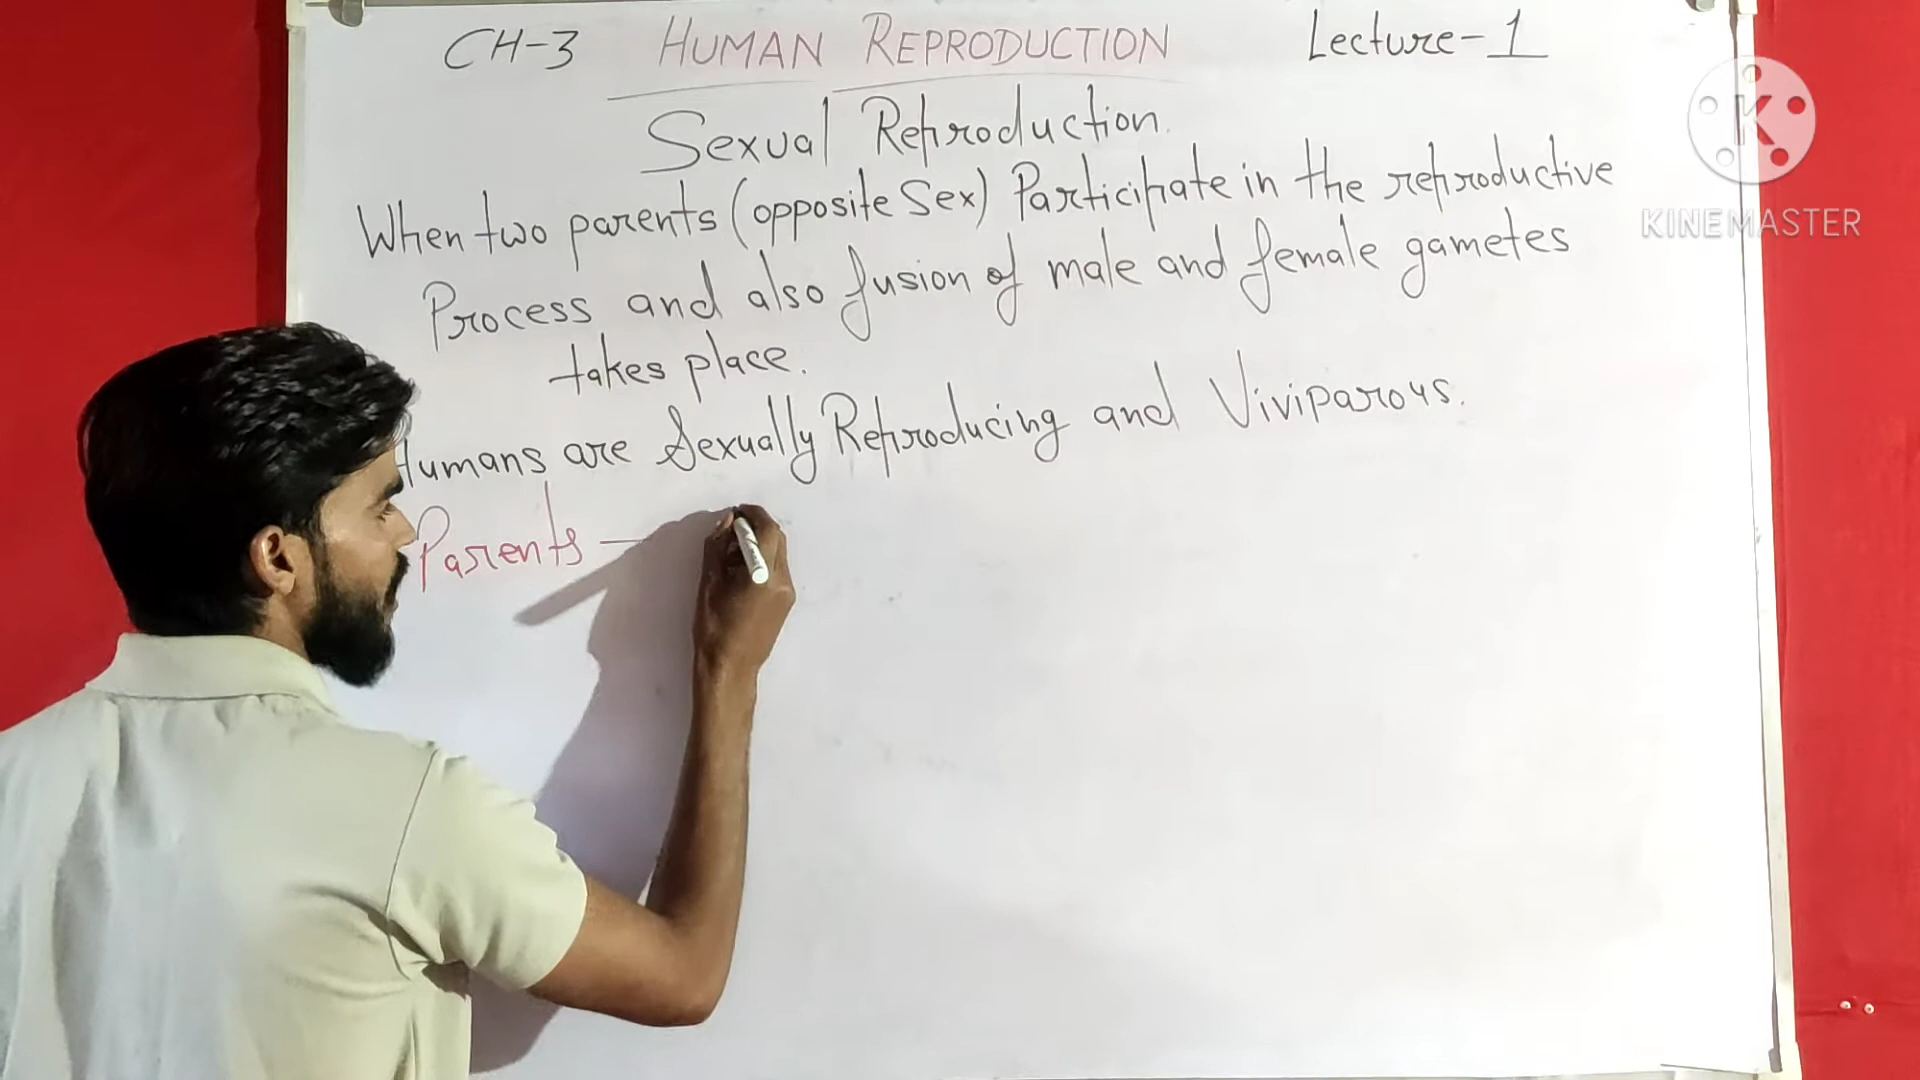 CH-3 HUMAN REPRODUCTION Lecture-1
Sexual Reproduction.
When two parents (opposite Sex) Participate in the reproductive
Process and also fusion of male and female gametes
takes place.
Humans are Sexually Reproducing and Viviparous.
Parents —
K
KINEMASTER